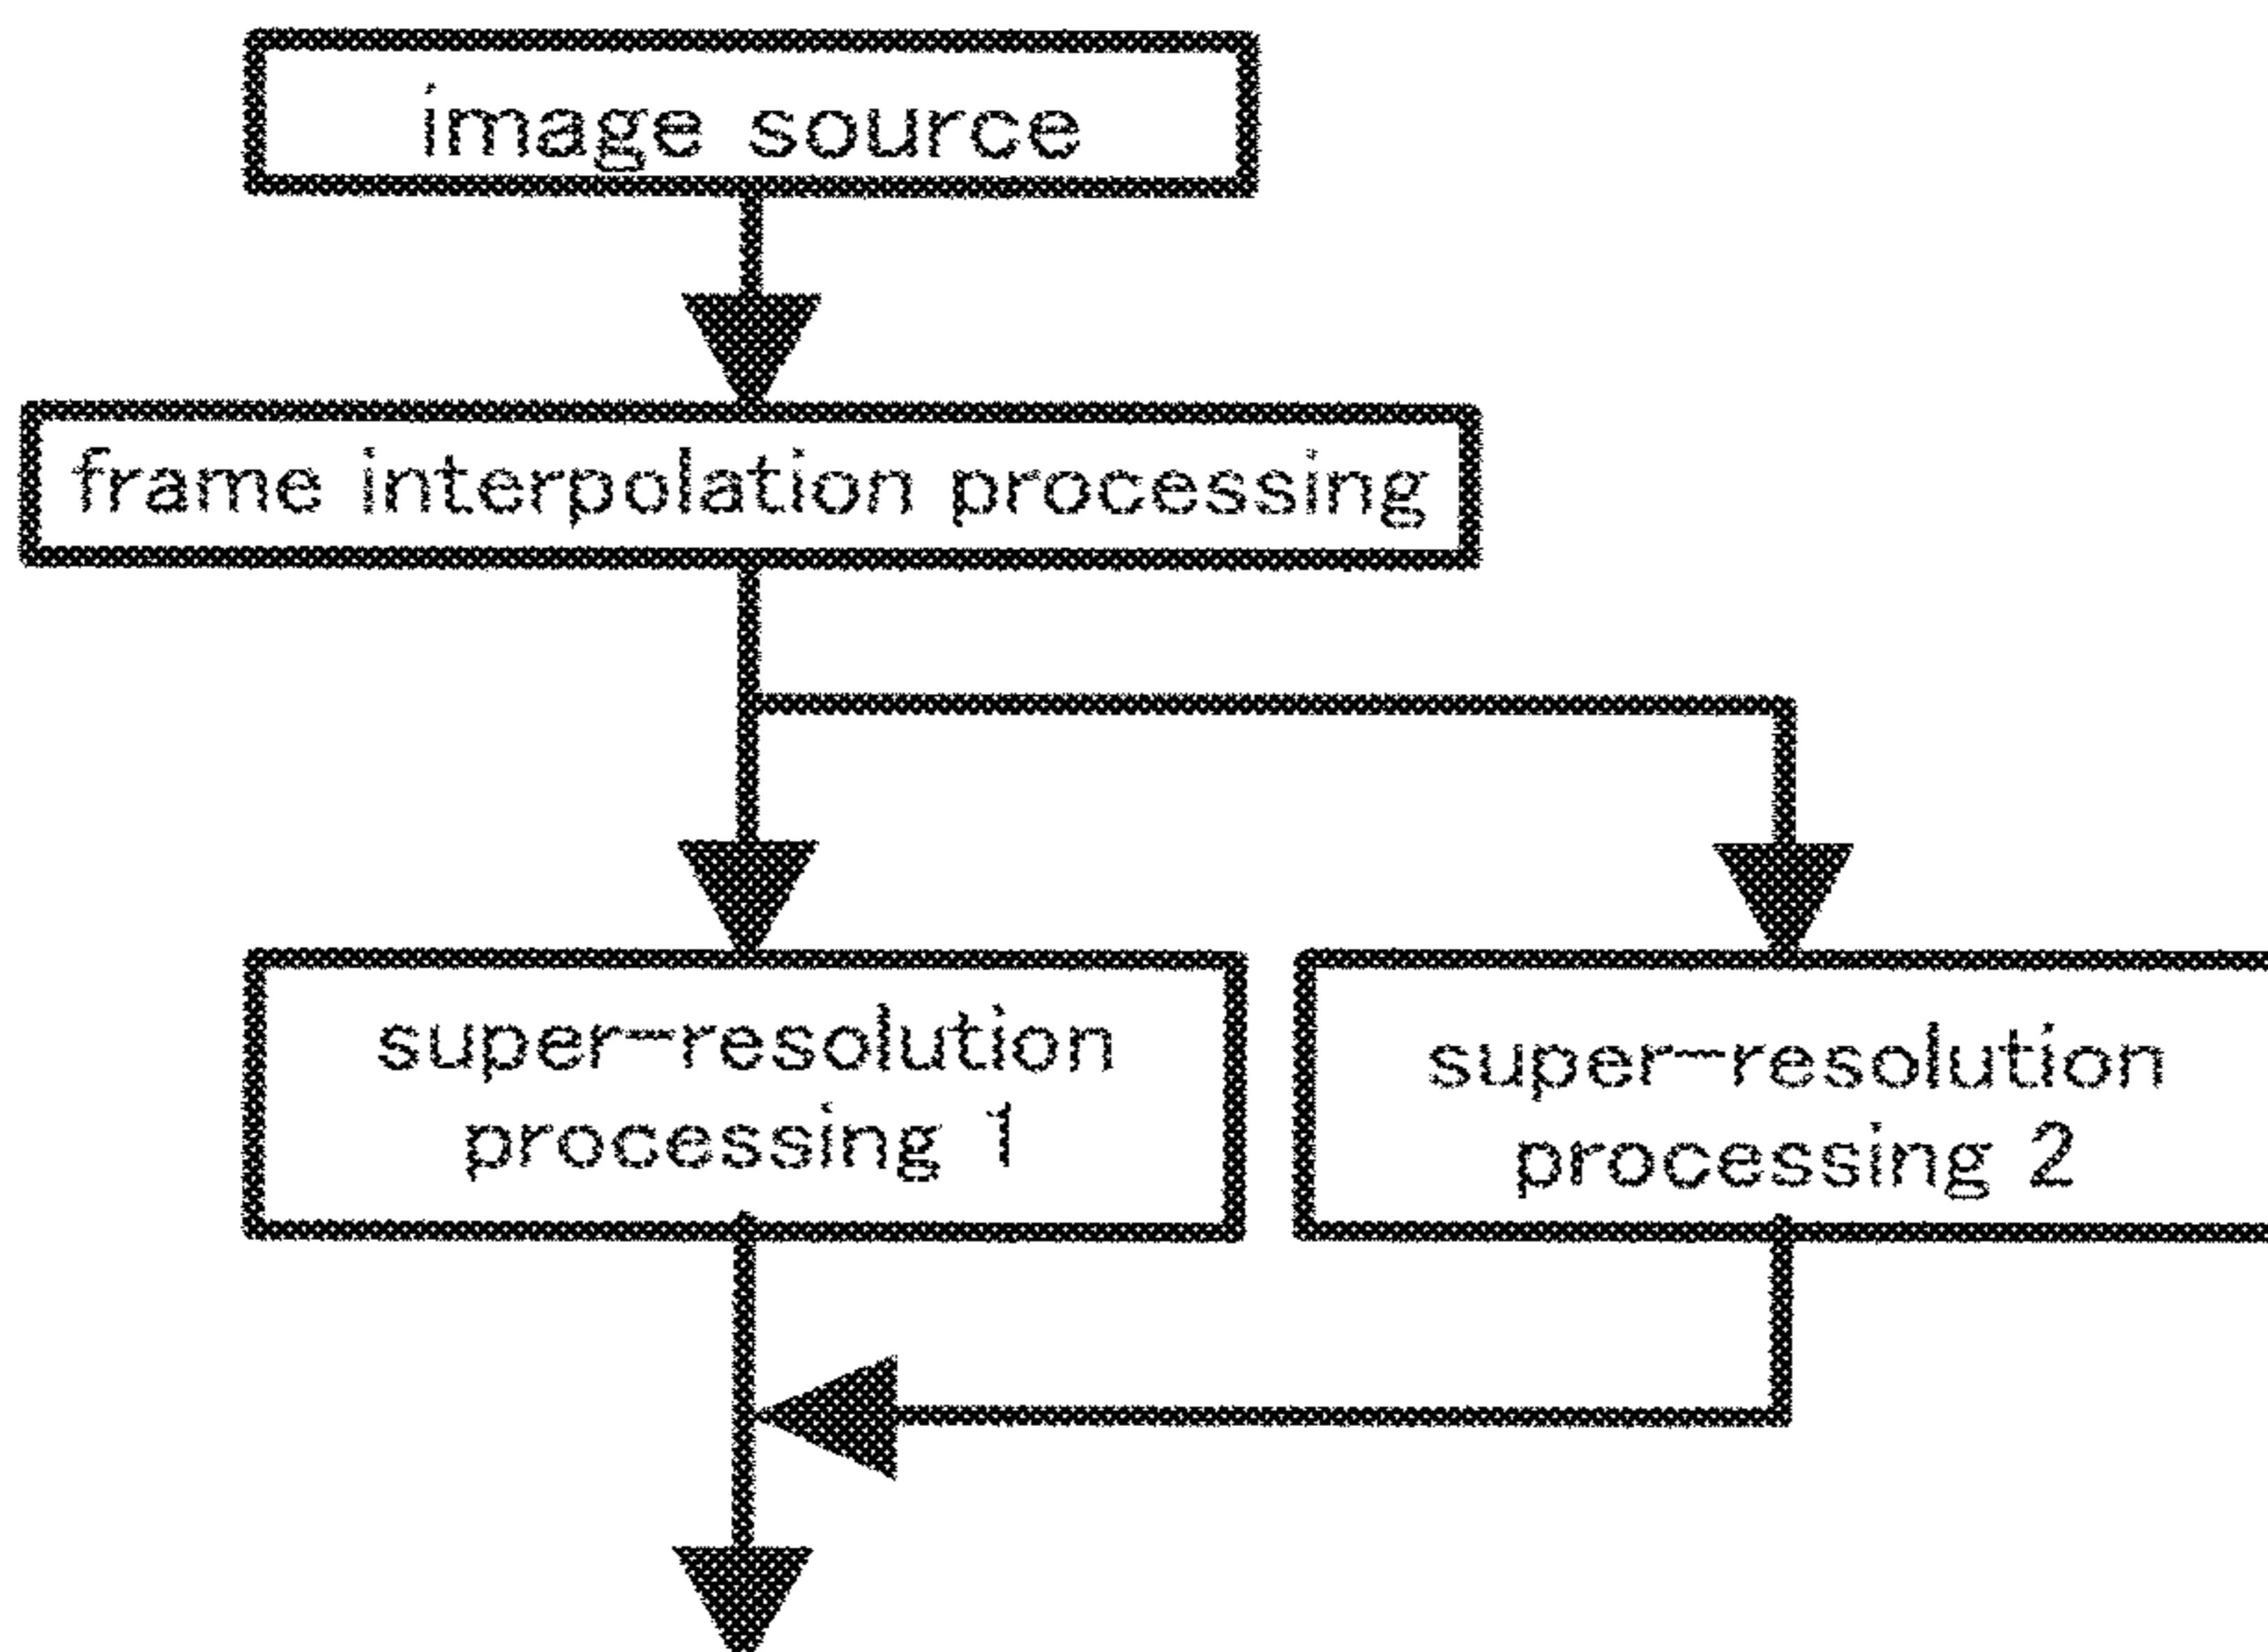 image source
frame interpolation processing
super-resolution
processing 1
super-resolution
processing 2